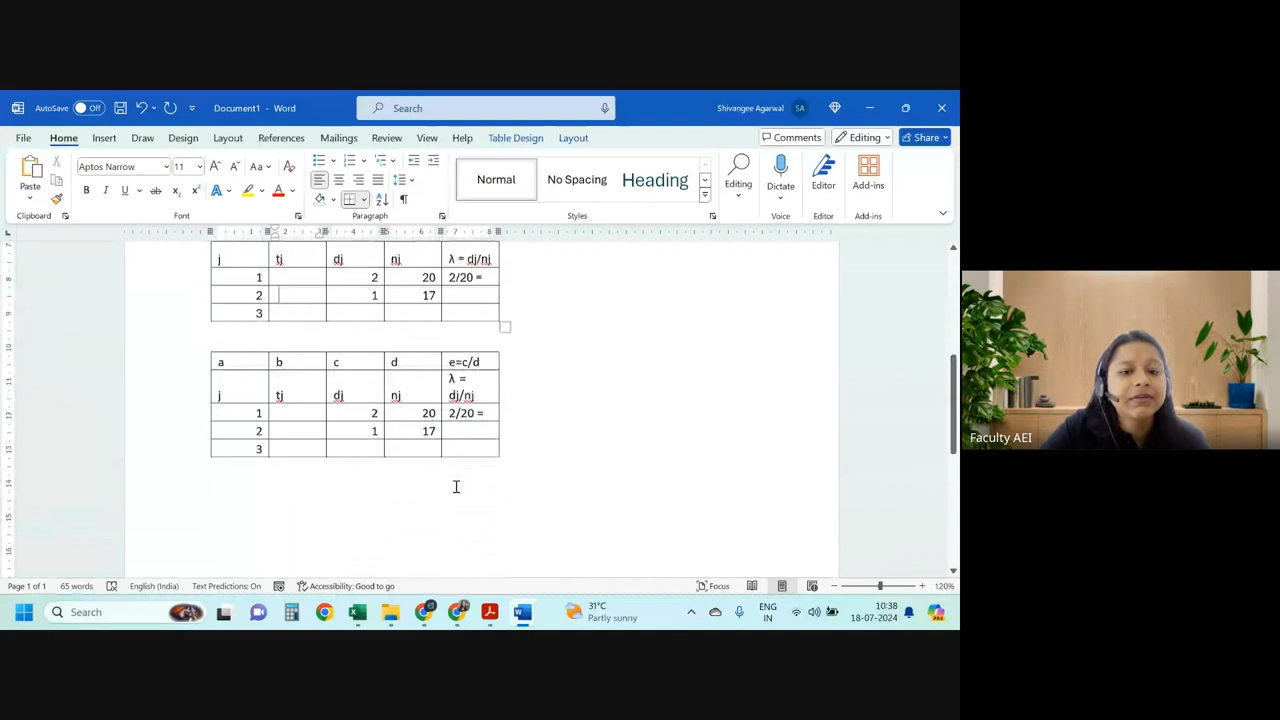 AutoSave Off Document1 - Word Search Shivangee Agarwal SA
File Home Insert Draw Design Layout References Mailings Review View Help Table Design Layout Comments Editing Share
Paste Aptos Narrow 11 Normal No Spacing Heading Editing Dictate Editor Add-ins
Clipboard Font Paragraph Styles Editing Voice Editor Add-ins
j tj dj nj λ = dj/nj
1 2 20 2/20 =
2 1 17
3
a b c d e=c/d
λ =
j tj dj nj dj/nj
1 2 20 2/20 =
2 1 17
3
Faculty AEI
Page 1 of 1 65 words English (India) Text Predictions: On Accessibility: Good to go Focus 120%
Search 31°C Partly sunny ENG IN 10:38 18-07-2024